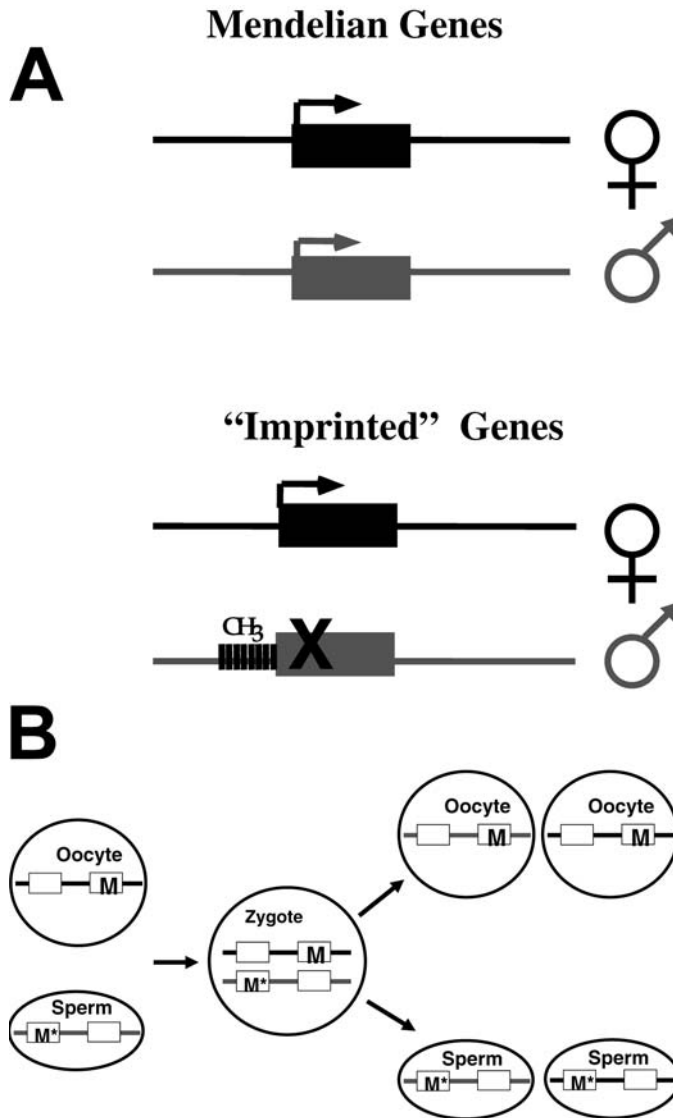 Mendelian Genes
A
“Imprinted” Genes
CH3
X
B
Oocyte
M
Sperm
M*
Zygote
M
M*
Oocyte
M
Oocyte
M
Sperm
M*
Sperm
M*